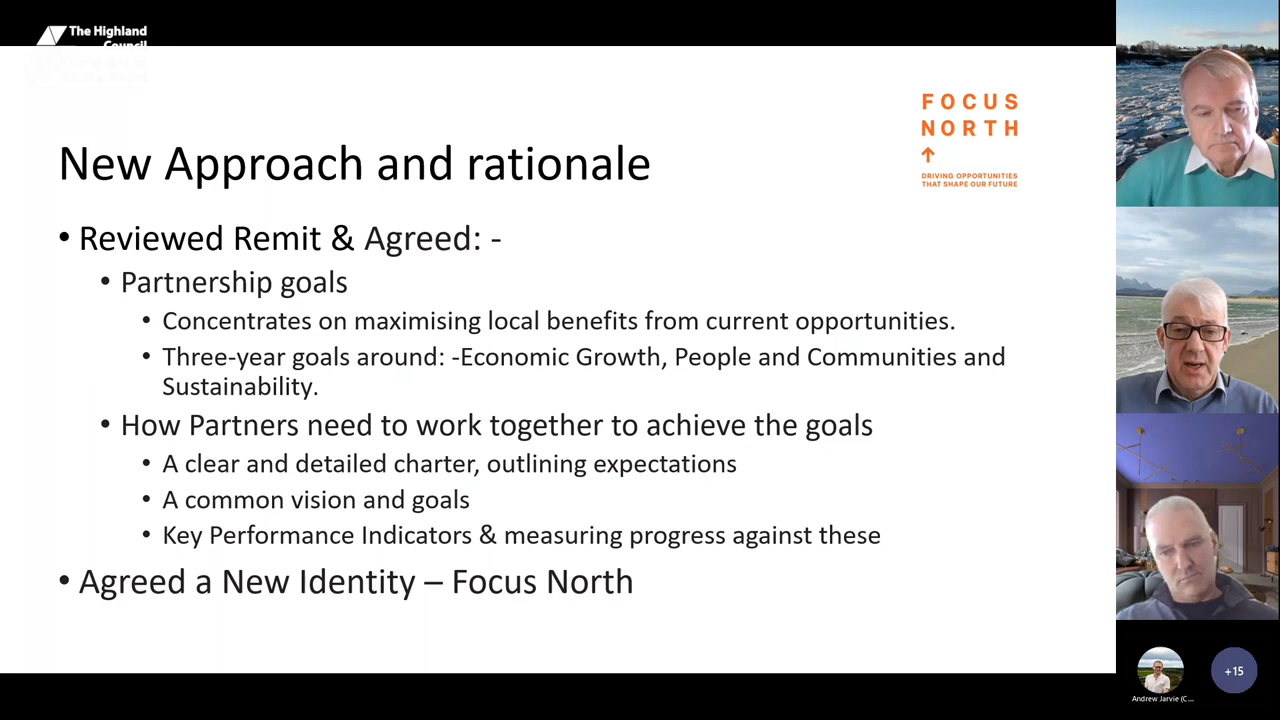 The Highland
Council
FOCUS
NORTH
DRIVING OPPORTUNITIES
THAT SHAPE OUR FUTURE
New Approach and rationale
• Reviewed Remit & Agreed: -
• Partnership goals
• Concentrates on maximising local benefits from current opportunities.
• Three-year goals around: -Economic Growth, People and Communities and
Sustainability.
• How Partners need to work together to achieve the goals
• A clear and detailed charter, outlining expectations
• A common vision and goals
• Key Performance Indicators & measuring progress against these
• Agreed a New Identity – Focus North
+15
Andrew Jarvie (C...